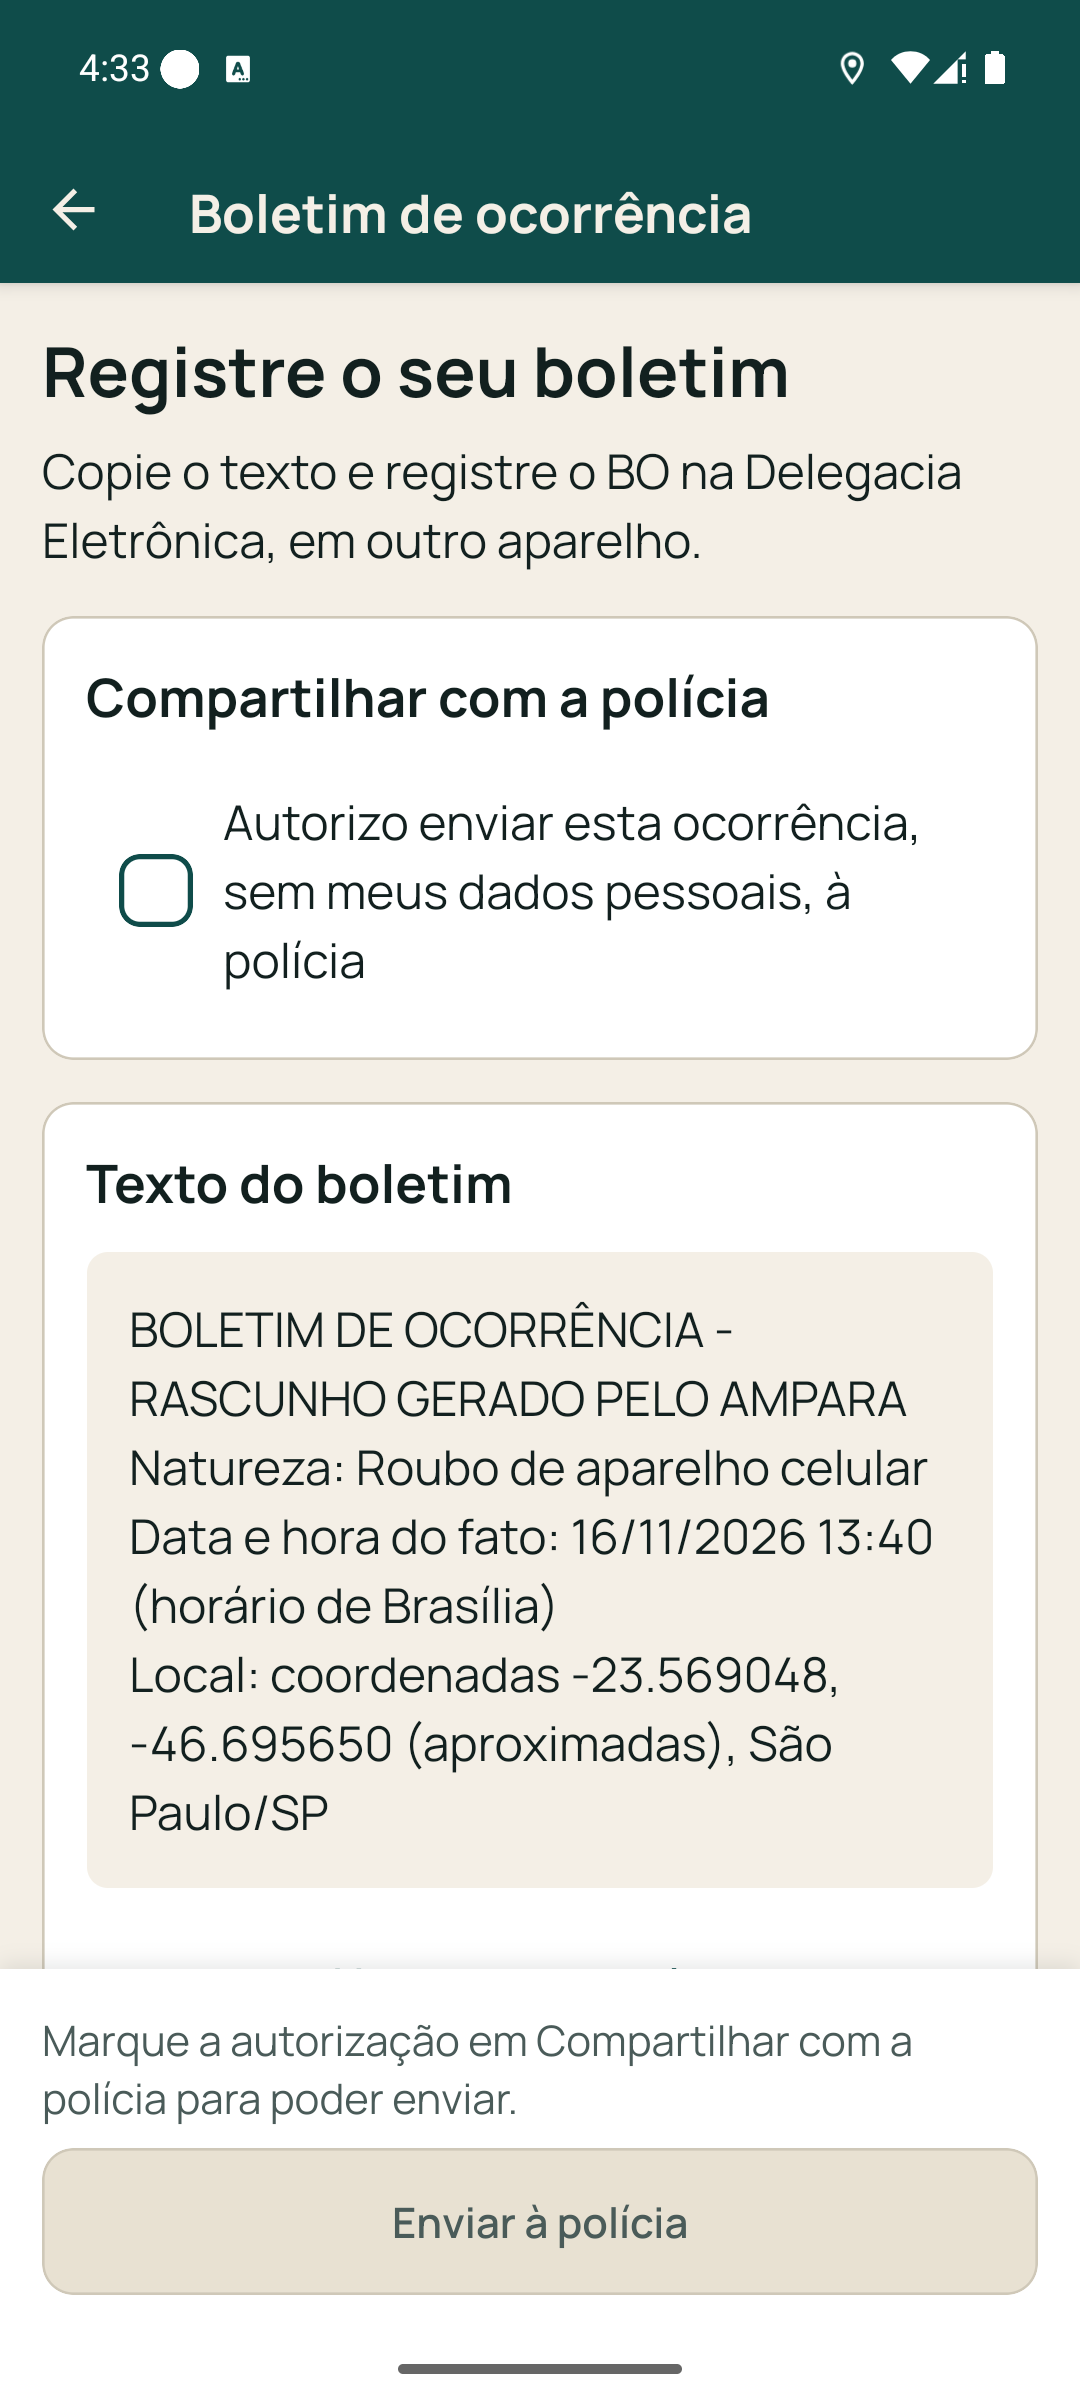 4:33
Boletim de ocorrência
Registre o seu boletim
Copie o texto e registre o BO na Delegacia
Eletrônica, em outro aparelho.
Compartilhar com a polícia
Autorizo enviar esta ocorrência,
sem meus dados pessoais, à
polícia
Texto do boletim
BOLETIM DE OCORRÊNCIA -
RASCUNHO GERADO PELO AMPARA
Natureza: Roubo de aparelho celular
Data e hora do fato: 16/11/2026 13:40
(horário de Brasília)
Local: coordenadas -23.569048,
-46.695650 (aproximadas), São
Paulo/SP
Marque a autorização em Compartilhar com a
polícia para poder enviar.
Enviar à polícia